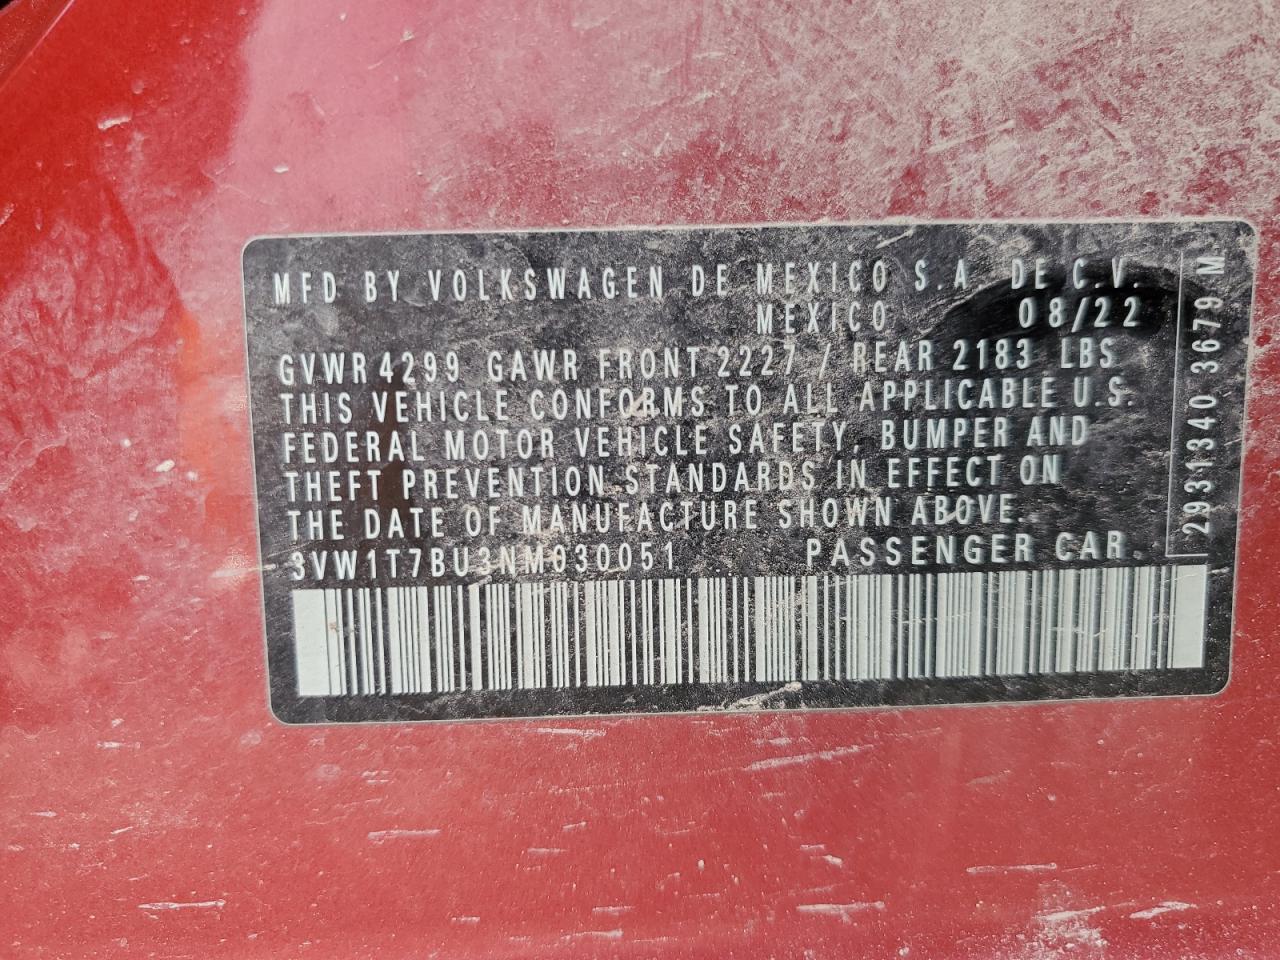 MFD BY VOLKSWAGEN DE MEXICO S.A DE C.V.
MEXICO 08/22
GVWR 4299 GAWR FRONT 2227 / REAR 2183 LBS
THIS VEHICLE CONFORMS TO ALL APPLICABLE U.S.
FEDERAL MOTOR VEHICLE SAFETY, BUMPER AND
THEFT PREVENTION STANDARDS IN EFFECT ON
THE DATE OF MANUFACTURE SHOWN ABOVE.
3VW1T7BU3NM030051 PASSENGER CAR
2931340 3679 M